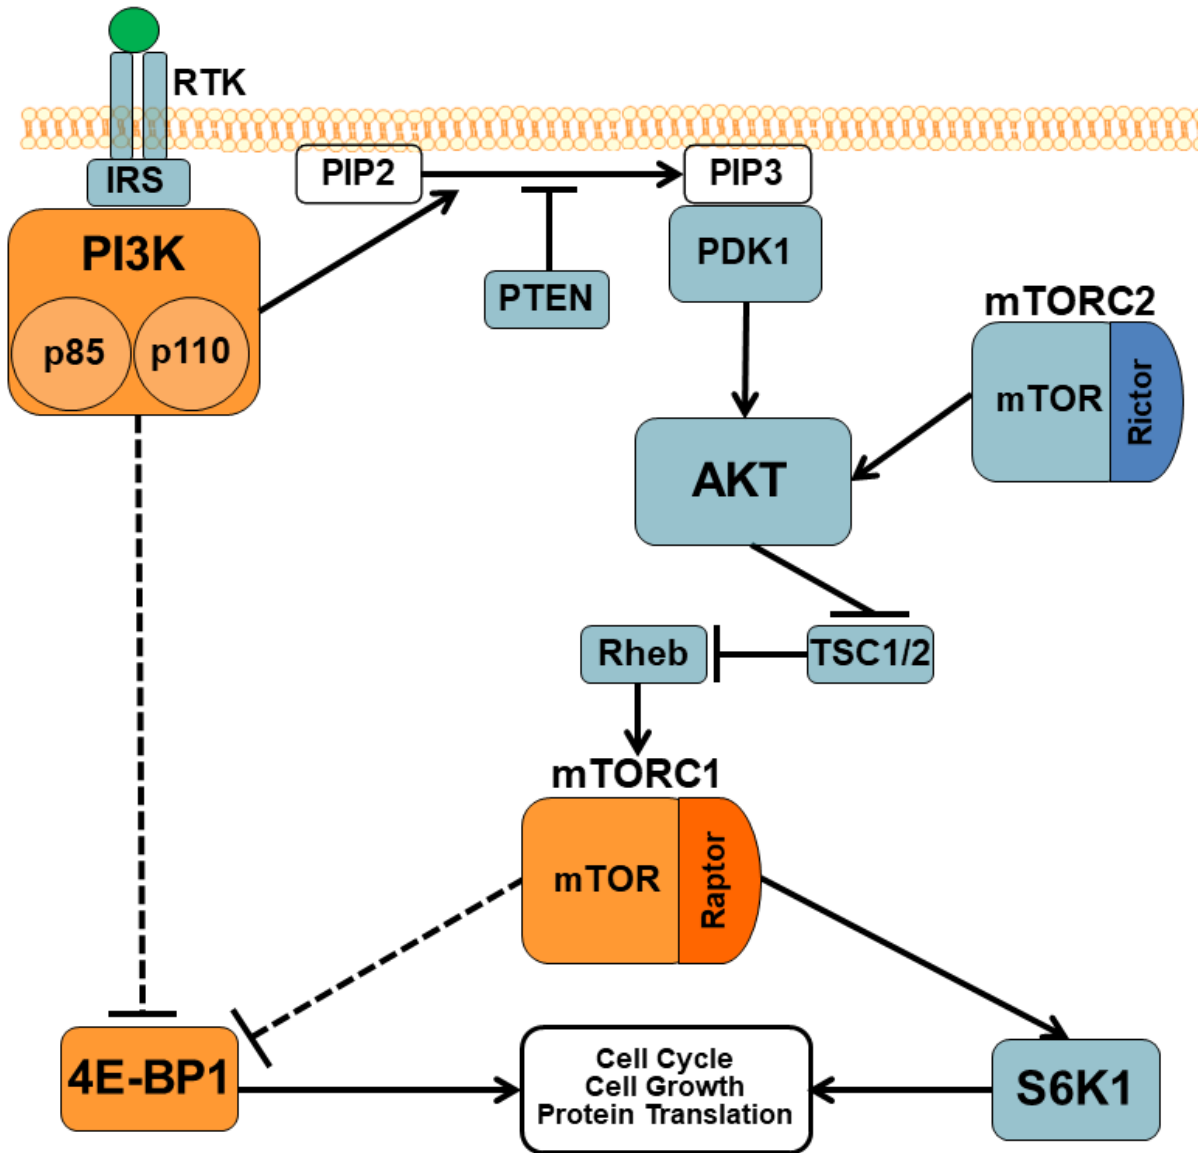 RTK
IRS
PIP2
PIP3
PI3K
p85
p110
PTEN
PDK1
mTORC2
mTOR
Rictor
AKT
Rheb
TSC1/2
mTORC1
mTOR
Raptor
4E-BP1
Cell Cycle
Cell Growth
Protein Translation
S6K1